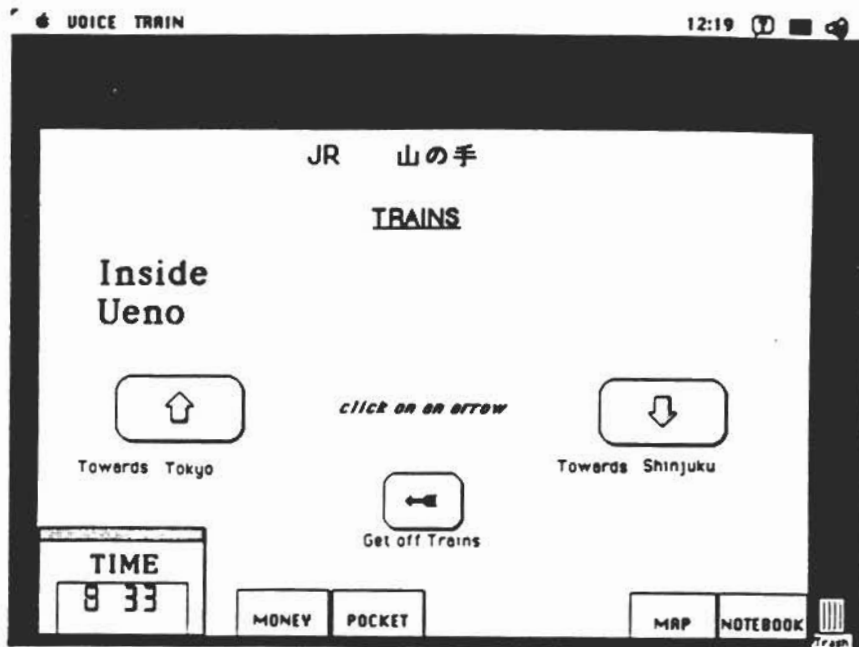 VOICE TRAIN
12:19
JR 山の手
TRAINS
Inside
Ueno
click on an arrow
Towards Tokyo
Towards Shinjuku
Get off Trains
TIME
8 33
MONEY
POCKET
MAP
NOTEBOOK
Trash